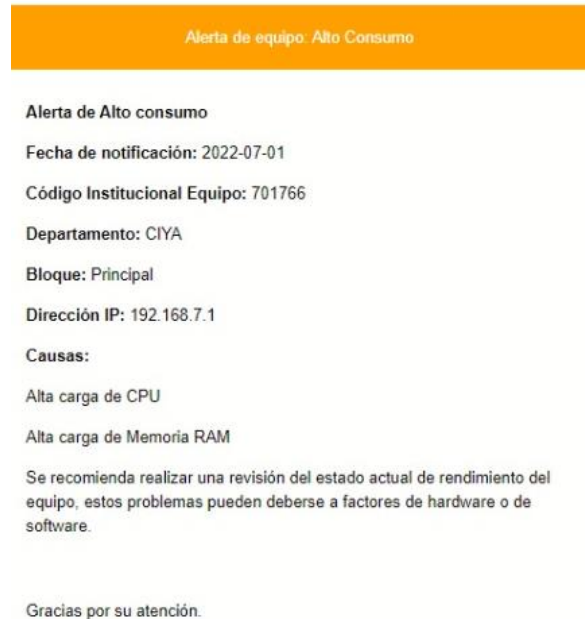 Alerta de equipo: Alto Consumo
Alerta de Alto consumo
Fecha de notificación: 2022-07-01
Código Institucional Equipo: 701766
Departamento: CIYA
Bloque: Principal
Dirección IP: 192.168.7.1
Causas:
Alta carga de CPU
Alta carga de Memoria RAM
Se recomienda realizar una revisión del estado actual de rendimiento del
equipo, estos problemas pueden deberse a factores de hardware o de
software.
Gracias por su atención.